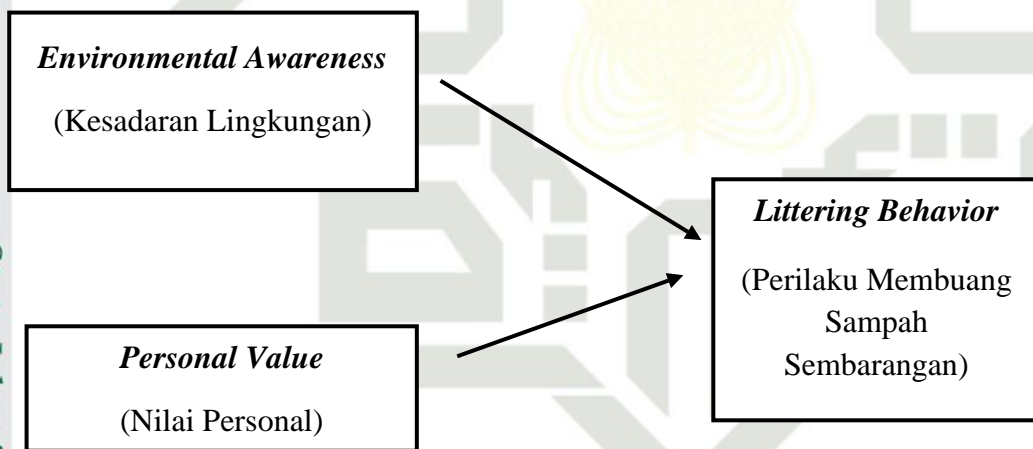 Environmental Awareness
(Kesadaran Lingkungan)
Littering Behavior
(Perilaku Membuang
Sampah
Sembarangan)
Personal Value
(Nilai Personal)